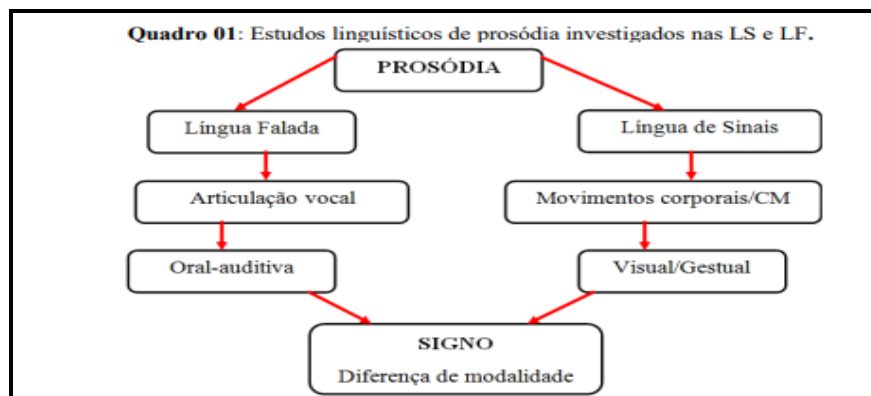 Quadro 01: Estudos linguísticos de prosódia investigados nas LS e LF.
PROSÓDIA
Língua Falada
Língua de Sinais
Articulação vocal
Movimentos corporais/CM
Oral-auditiva
Visual/Gestual
SIGNO
Diferença de modalidade